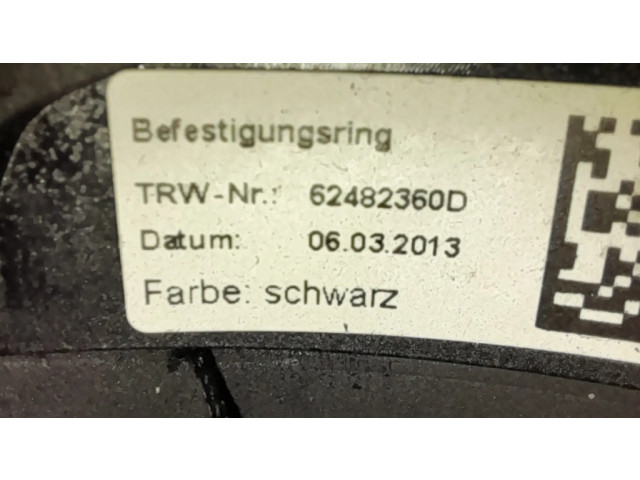 Befestigungsring
TRW-Nr.: 62482360D
Datum: 06.03.2013
Farbe: schwarz